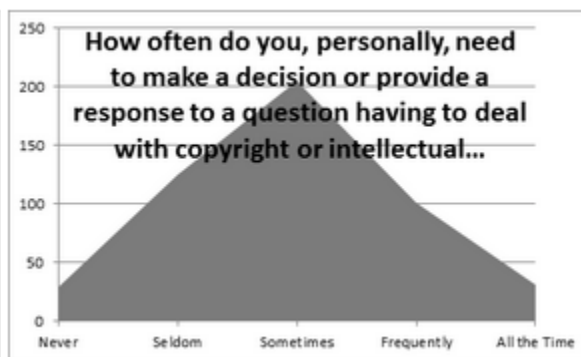 How often do you, personally, need
to make a decision or provide a
response to a question having to deal
with copyright or intellectual...
250
200
150
100
50
0
Never Seldom Sometimes Frequently All the Time